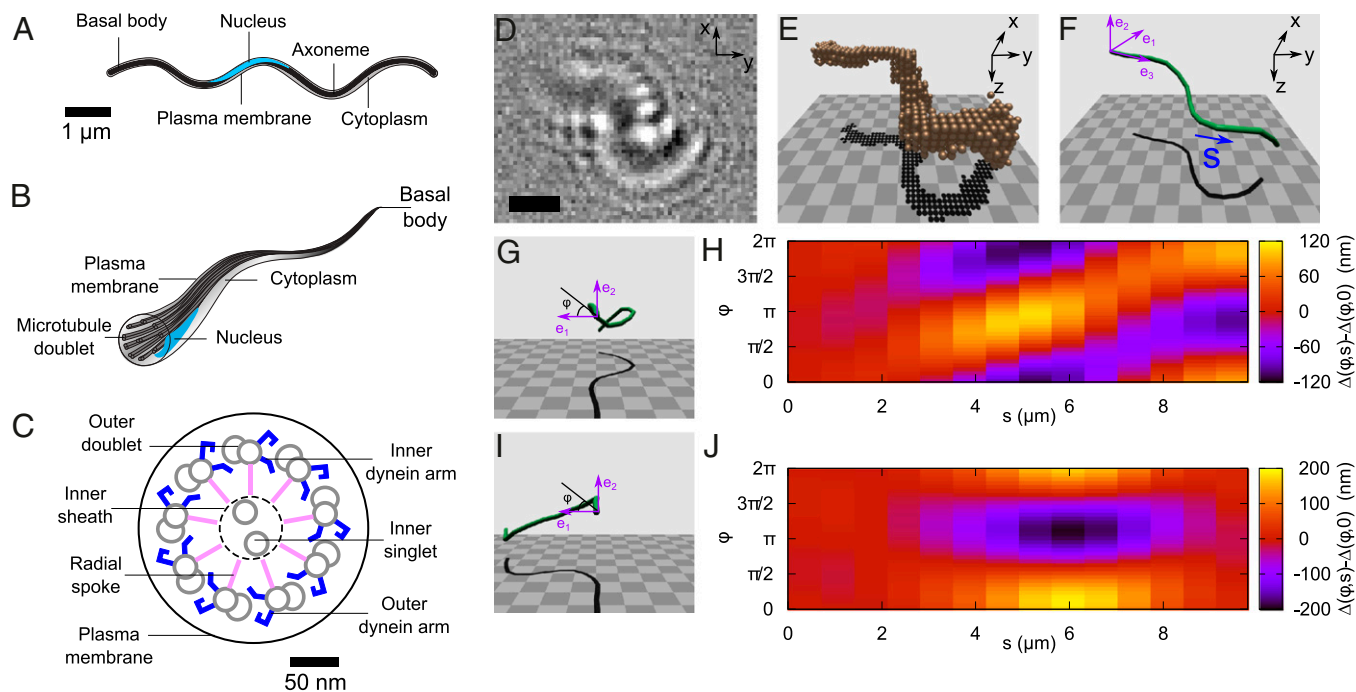 A
Basal body
Nucleus
Axoneme
1 μm
Plasma membrane
Cytoplasm
B
Basal
body
Plasma
membrane
Cytoplasm
Microtubule
doublet
Nucleus
C
Outer
doublet
Inner
dynein arm
Inner
sheath
Inner
singlet
Radial
spoke
Outer
dynein arm
Plasma
membrane
50 nm
D
x
y
E
x
y
z
F
e2
e1
e3
x
y
z
S
G
φ
e2
e1
H
2π
3π/2
π
π/2
0
φ
0
2
4
6
8
s (μm)
120
60
0
-60
-120
Δ(φ,s)−Δ(φ,0) (nm)
I
φ
e2
e1
J
2π
3π/2
π
π/2
0
φ
0
2
4
6
8
s (μm)
200
100
0
-100
-200
Δ(φ,s)−Δ(φ,0) (nm)